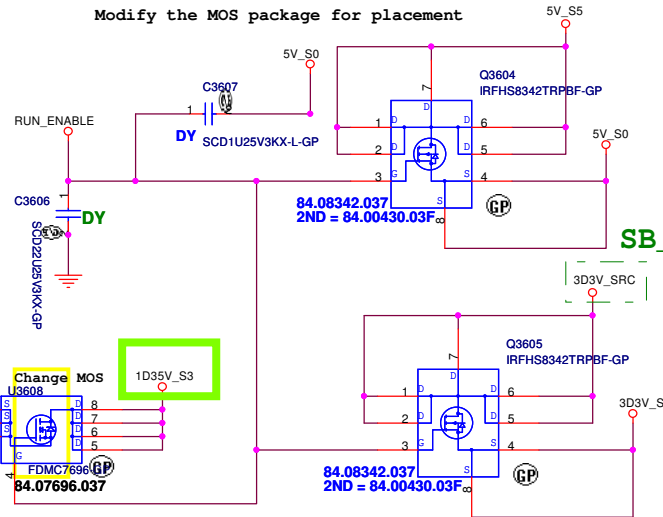 Modify the MOS package for placement
5V_S5
5V_S0
C3607
Q3604
IRFHS8342TRPBF-GP
7
D
1
DY
SCD1U25V3KX-L-GP
RUN_ENABLE
1 D D 6
2 D D 5
5V_S0
3 G S 4
S
8
84.08342.037
2ND = 84.00430.03F
GP
C3606
1
DY
SCD22U25V3KX-GP
SB_
3D3V_SRC
Q3605
IRFHS8342TRPBF-GP
7
D
Change MOS
1D35V_S3
U3608
1 D D 6
2 D D 5
3D3V_S
S D 8
S D 7
S D 6
D 5
G
4
FDMC7696-GP
GP
84.07696.037
3 G S 4
S
8
84.08342.037
2ND = 84.00430.03F
GP